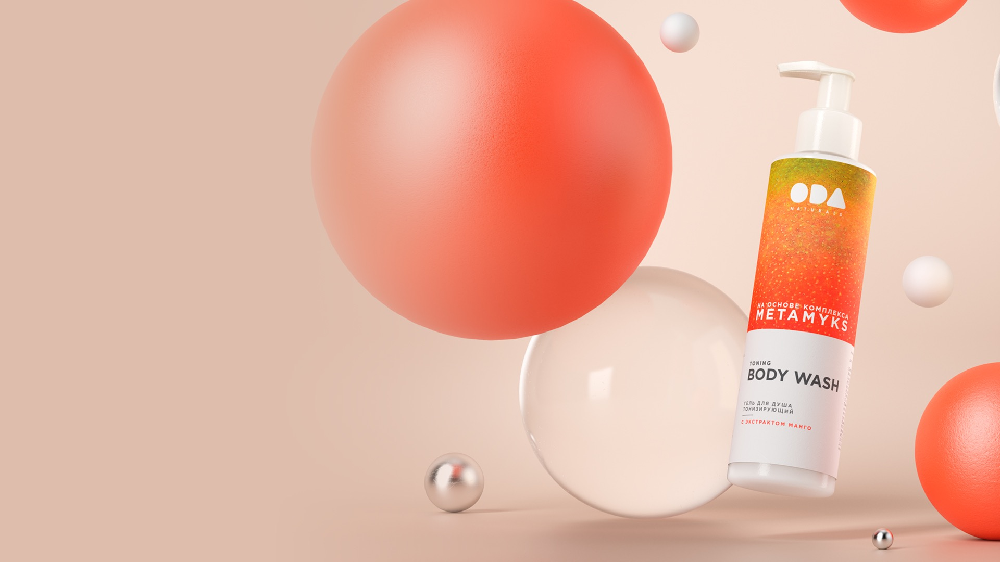 ODA
NATURALS
НА ОСНОВЕ КОМПЛЕКСА
METAMYKS
TONING
BODY WASH
ГЕЛЬ ДЛЯ ДУША
ТОНИЗИРУЮЩИЙ
С ЭКСТРАКТОМ МАНГО